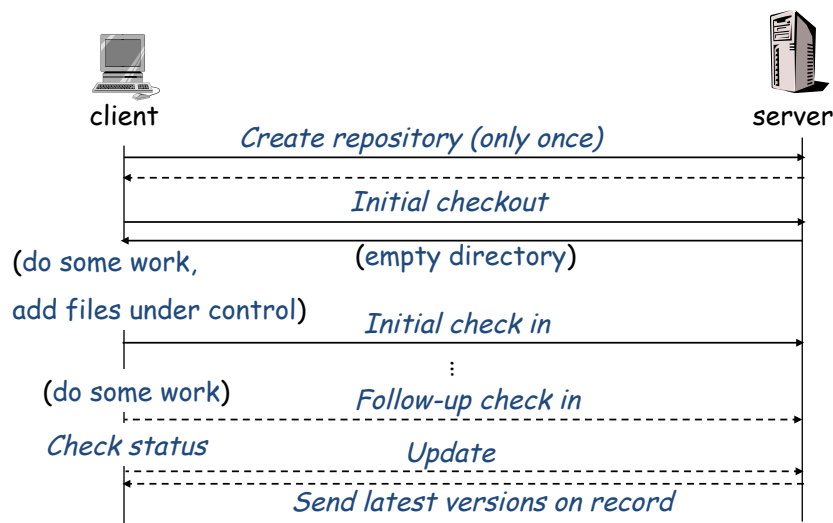 client
server
Create repository (only once)
Initial checkout
(empty directory)
(do some work,
add files under control)
Initial check in
...
(do some work)
Follow-up check in
Check status
Update
Send latest versions on record